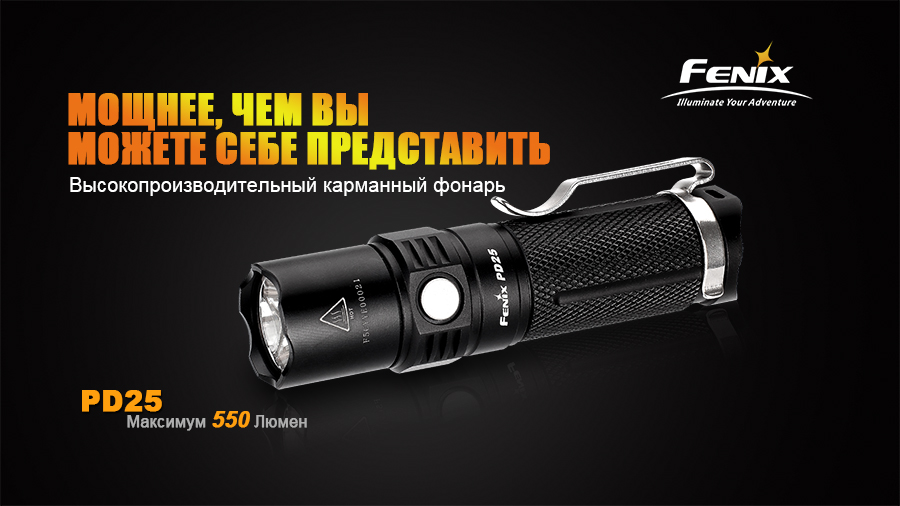 FENIX
Illuminate Your Adventure
МОЩНЕЕ, ЧЕМ ВЫ
МОЖЕТЕ СЕБЕ ПРЕДСТАВИТЬ
Высокопроизводительный карманный фонарь
FENIX PD25
HOT
PD25
Максимум 550 Люмен